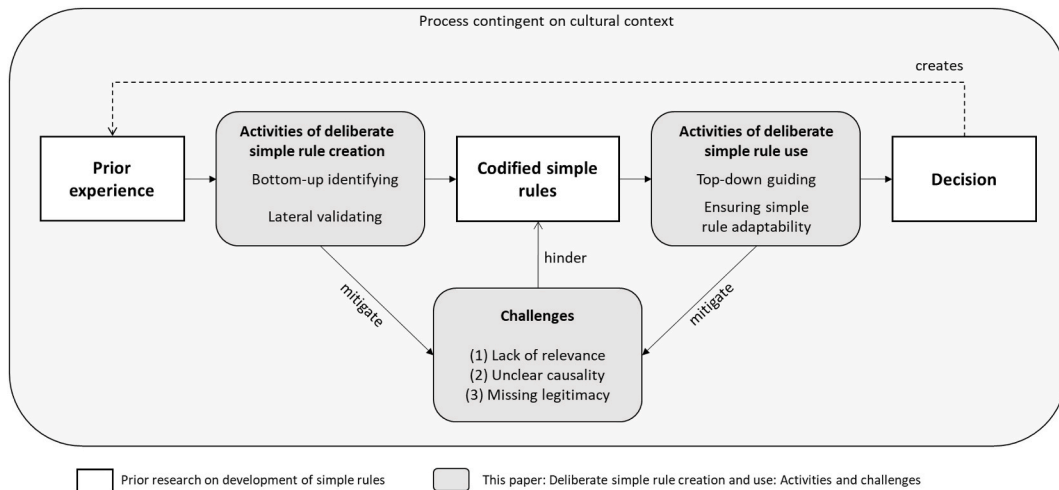 Process contingent on cultural context
creates
Prior
experience
Activities of deliberate
simple rule creation
Bottom-up identifying
Lateral validating
Codified simple
rules
Activities of deliberate
simple rule use
Top-down guiding
Ensuring simple
rule adaptability
Decision
mitigate
hinder
mitigate
Challenges
(1) Lack of relevance
(2) Unclear causality
(3) Missing legitimacy
Prior research on development of simple rules
This paper: Deliberate simple rule creation and use: Activities and challenges